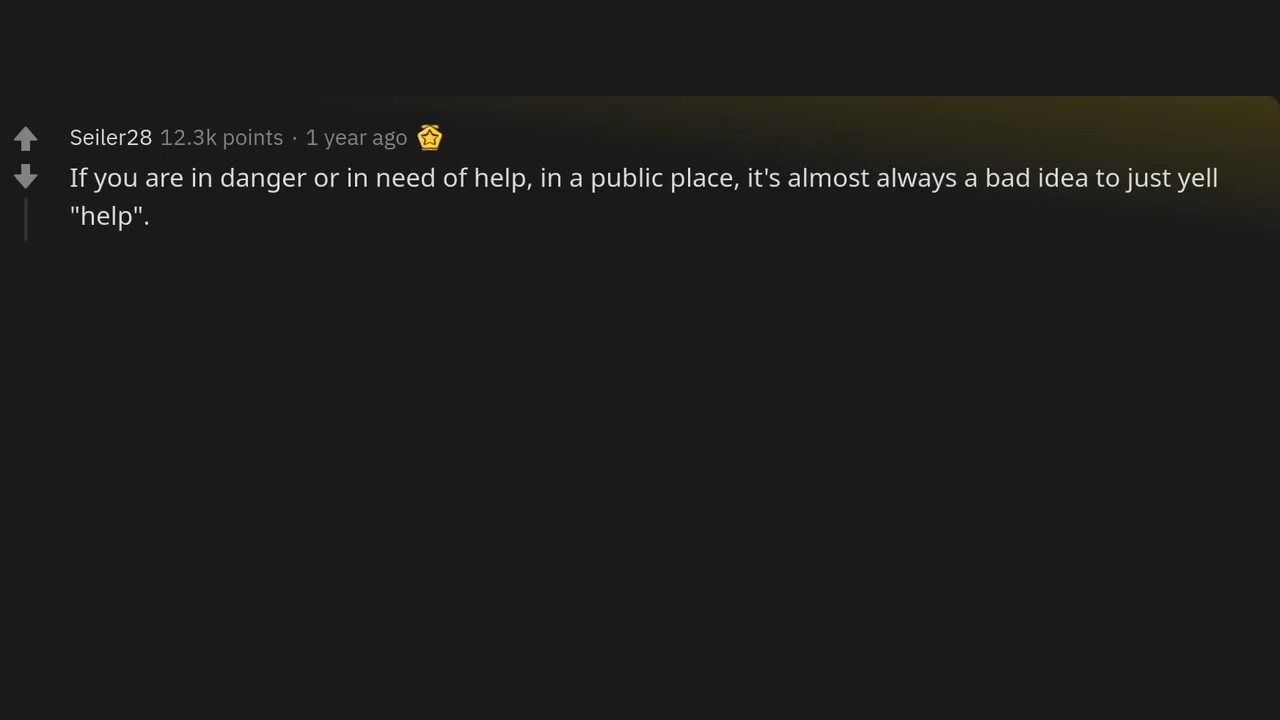 Seiler28 12.3k points · 1 year ago
If you are in danger or in need of help, in a public place, it's almost always a bad idea to just yell
"help".